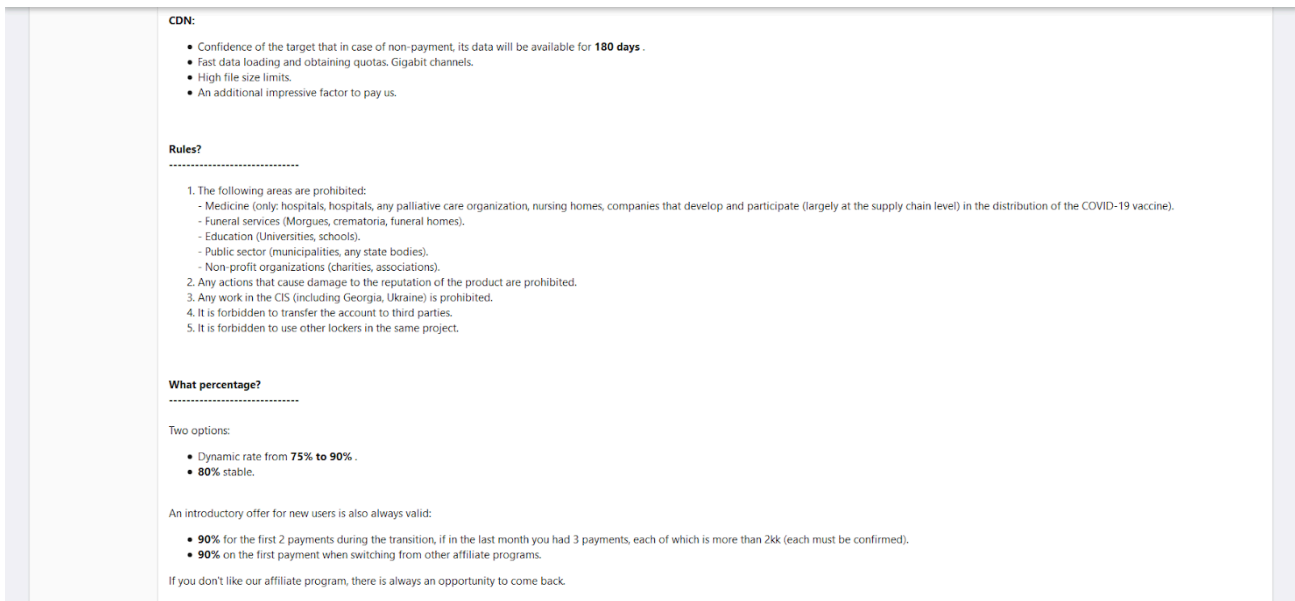 CDN:
• Confidence of the target that in case of non-payment, its data will be available for 180 days .
• Fast data loading and obtaining quotas. Gigabit channels.
• High file size limits.
• An additional impressive factor to pay us.
Rules?
------------------------------
1. The following areas are prohibited:
- Medicine (only: hospitals, hospitals, any palliative care organization, nursing homes, companies that develop and participate (largely at the supply chain level) in the distribution of the COVID-19 vaccine).
- Funeral services (Morgues, crematoria, funeral homes).
- Education (Universities, schools).
- Public sector (municipalities, any state bodies).
- Non-profit organizations (charities, associations).
2. Any actions that cause damage to the reputation of the product are prohibited.
3. Any work in the CIS (including Georgia, Ukraine) is prohibited.
4. It is forbidden to transfer the account to third parties.
5. It is forbidden to use other lockers in the same project.
What percentage?
------------------------------
Two options:
• Dynamic rate from 75% to 90% .
• 80% stable.
An introductory offer for new users is also always valid:
• 90% for the first 2 payments during the transition, if in the last month you had 3 payments, each of which is more than 2kk (each must be confirmed).
• 90% on the first payment when switching from other affiliate programs.
If you don't like our affiliate program, there is always an opportunity to come back.